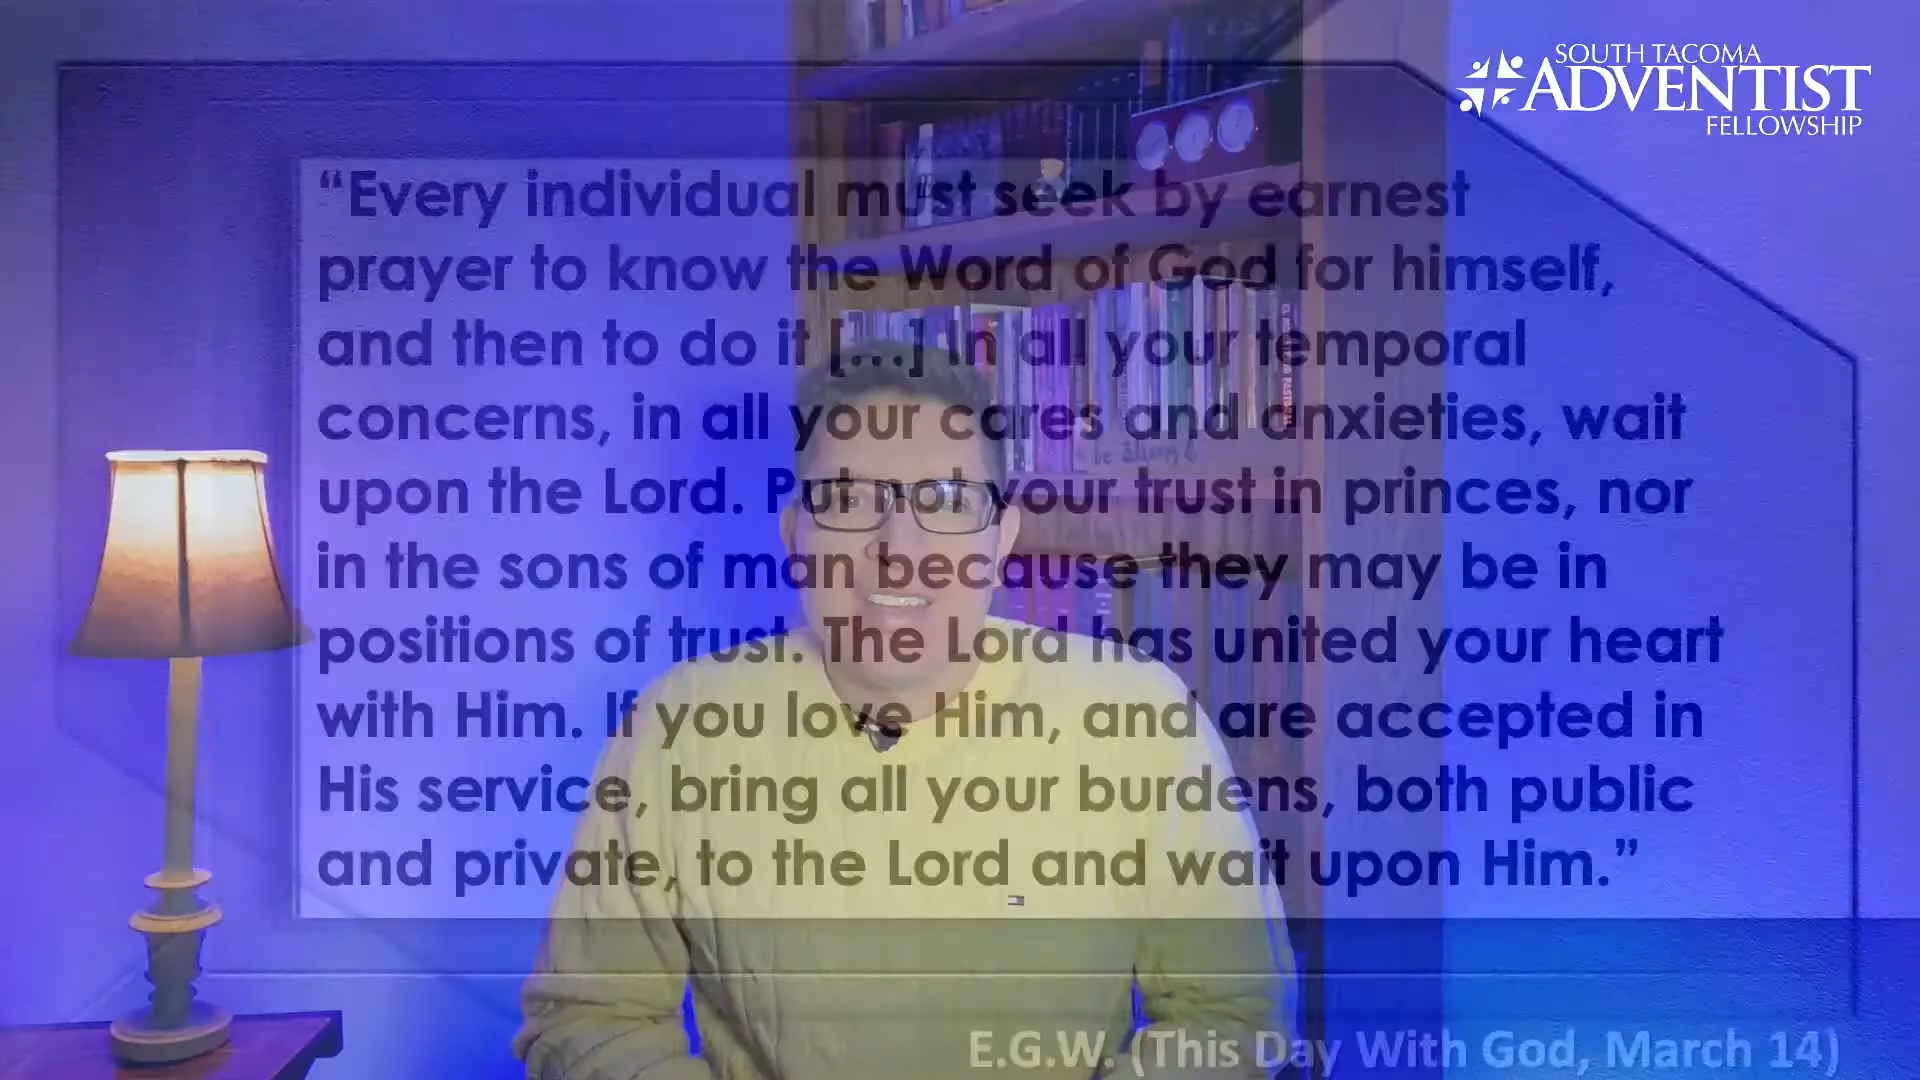 SOUTH TACOMA
ADVENTIST
FELLOWSHIP
“Every individual must seek by earnest
prayer to know the Word of God for himself,
and then to do it [...] In all your temporal
concerns, in all your cares and anxieties, wait
upon the Lord. Put not your trust in princes, nor
in the sons of man because they may be in
positions of trust. The Lord has united your heart
with Him. If you love Him, and are accepted in
His service, bring all your burdens, both public
and private, to the Lord and wait upon Him.”
E.G.W. (This Day With God, March 14)